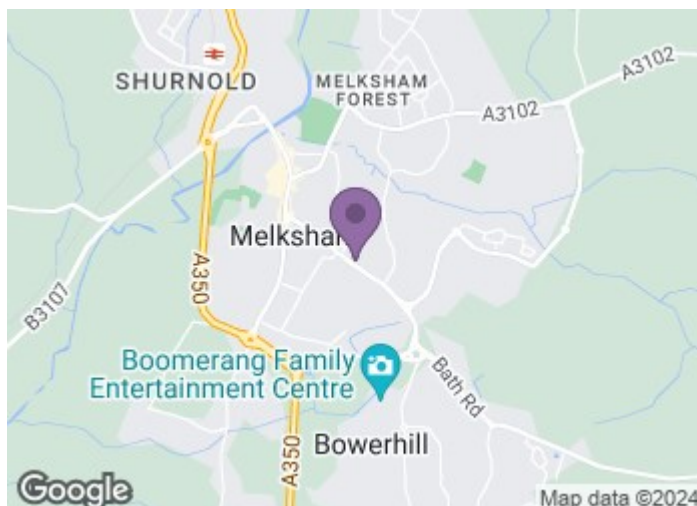 SHURNOLD
MELKSHAM
FOREST
A3102
A3102
Melksham
A350
B3107
Boomerang Family
Entertainment Centre
Bath Rd
A350
Bowerhill
Google
Map data ©2024